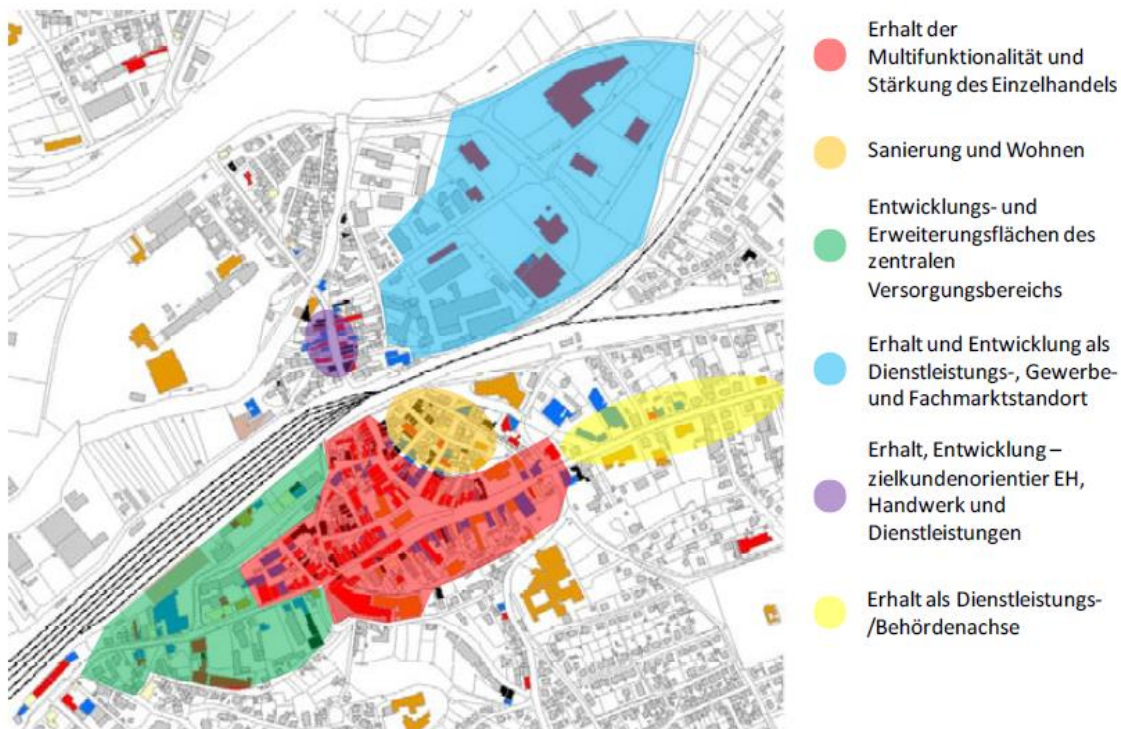 Erhalt der
Multifunktionalität und
Stärkung des Einzelhandels
Sanierung und Wohnen
Entwicklungs- und
Erweiterungsflächen des
zentralen
Versorgungsbereichs
Erhalt und Entwicklung als
Dienstleistungs-, Gewerbe-
und Fachmarktstandort
Erhalt, Entwicklung –
zielkundenorientier EH,
Handwerk und
Dienstleistungen
Erhalt als Dienstleistungs-
/Behördenachse